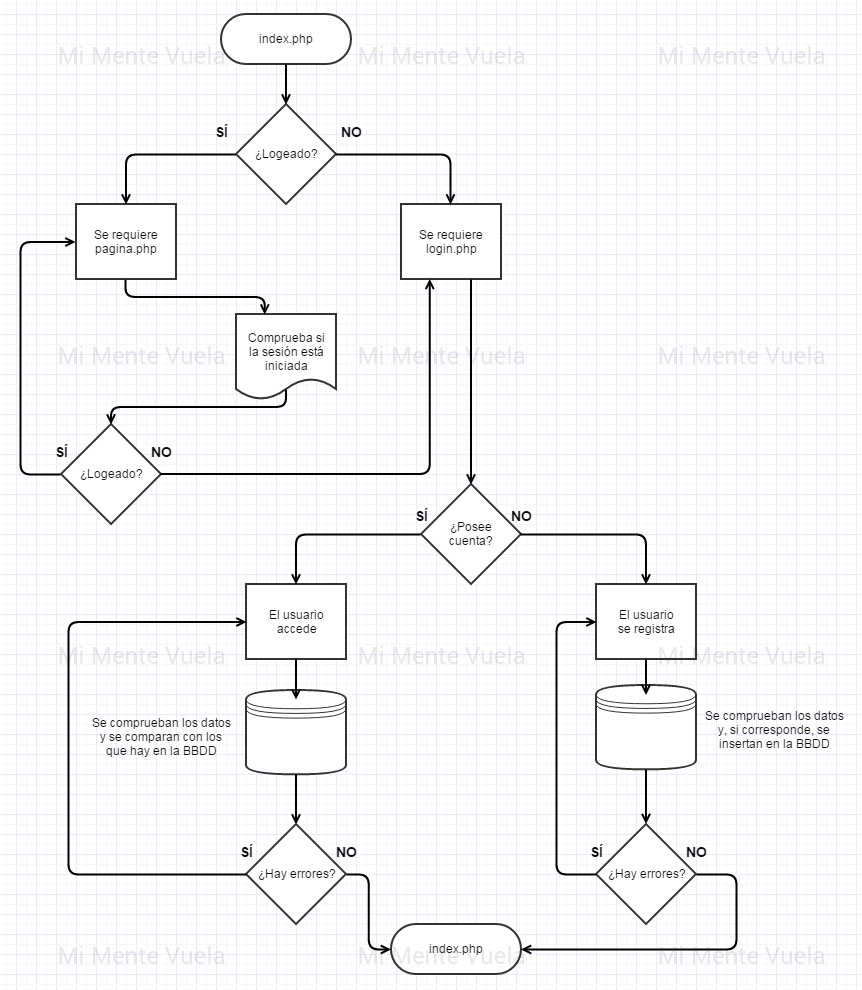 index.php
Mi Mente Vuela
Mi Mente Vuela
Mi Mente Vuela
SÍ
NO
¿Logeado?
Se requiere
pagina.php
Se requiere
login.php
Comprueba si
la sesión está
iniciada
Mi Mente Vuela
Mi Mente Vuela
Mi Mente Vuela
SÍ
NO
¿Logeado?
SÍ
NO
¿Posee
cuenta?
El usuario
accede
El usuario
se registra
Mi Mente Vuela
Mi Mente Vuela
Mi Mente Vuela
Se comprueban los datos
y se comparan con los
que hay en la BBDD
Se comprueban los datos
y, si corresponde, se
insertan en la BBDD
SÍ
NO
¿Hay errores?
SÍ
NO
¿Hay errores?
index.php
Mi Mente Vuela
Mi Mente Vuela
Mi Mente Vuela